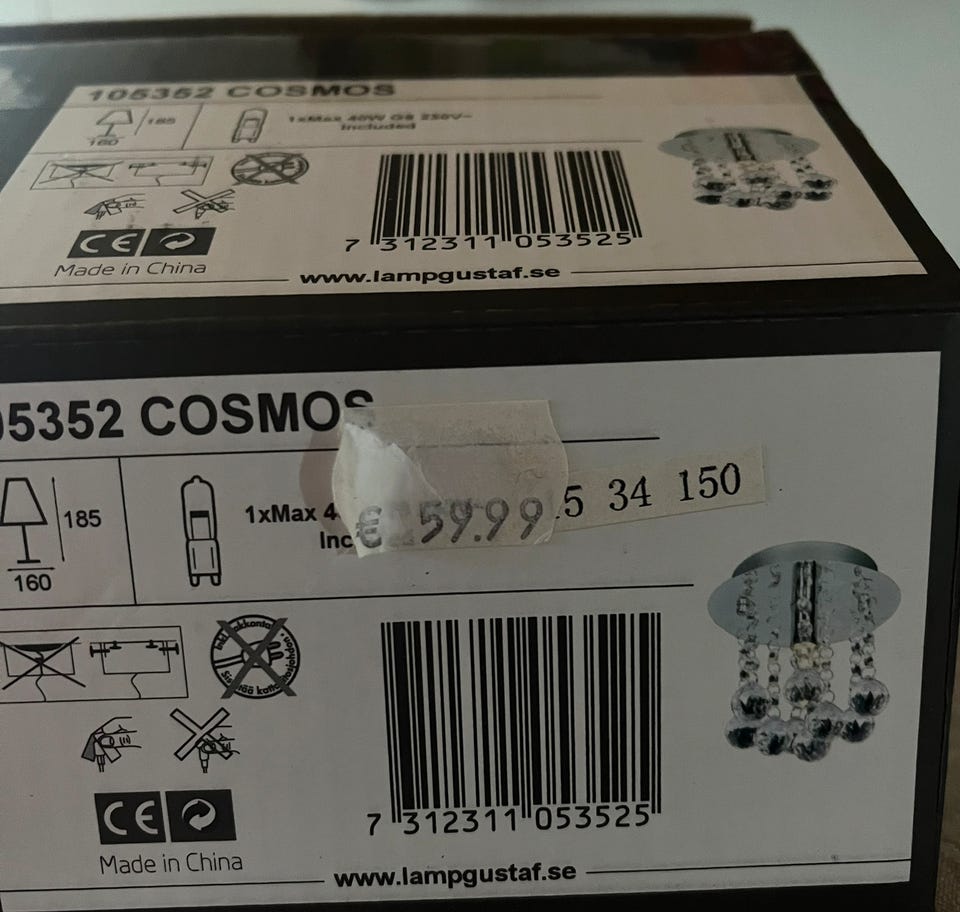 105352 COSMOS
185
160
1xMax 40W G9 230V~
Included
CE
Made in China
7 312311 053525
www.lampgustaf.se
05352 COSMOS
185
160
1xMax 4
Inc
€ 59.99
5 34 150
CE
Made in China
7 312311 053525
www.lampgustaf.se